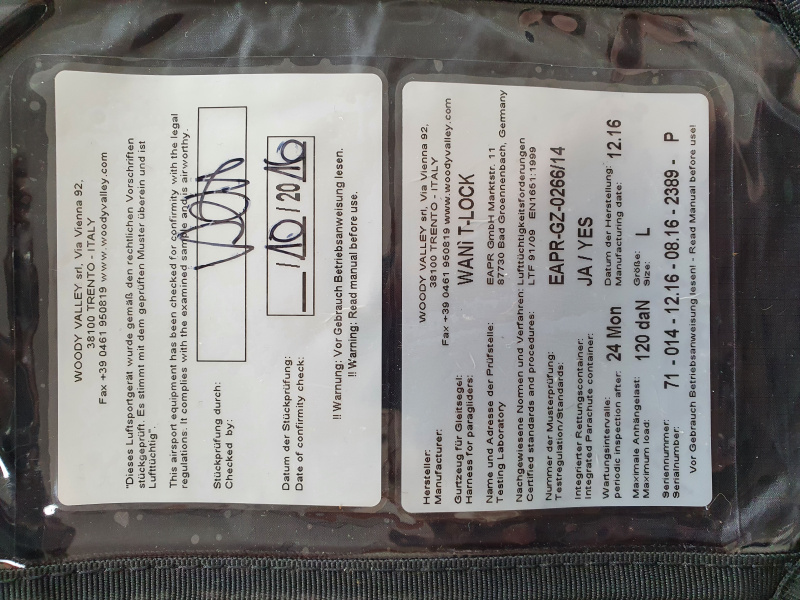 WOODY VALLEY srl, Via Vienna 92,
38100 TRENTO - ITALY
Fax +39 0461 950819 www.woodyvalley.com
"Dieses Luftsportgerät wurde gemäß den rechtlichen Vorschriften
stückgeprüft. Es stimmt mit dem geprüften Muster überein und ist
Lufttüchtig".
This airsport equipment has been checked for confirmity with the legal
regulations. It complies with the examined sample and is airworthy.
Stückprüfung durch:
Checked by:
Datum der Stückprüfung: __ / 10 / 2016
Date of confirmity check:
!! Warnung: Vor Gebrauch Betriebsanweisung lesen.
!! Warning: Read manual before use.
Hersteller: WOODY VALLEY srl, Via Vienna 92,
Manufacturer: 38100 TRENTO - ITALY
Fax +39 0461 950819 www.woodyvalley.com
Gurtzeug für Gleitsegel: WANi T-LOCK
Harness for paragliders:
Name und Adresse der Prüfstelle: EAPR GmbH Marktstr. 11
Testing Laboratory 87730 Bad Groennenbach, Germany
Nachgewiesene Normen und Verfahren: Lufttüchtigkeitsforderungen
Certified standards and procedures: LTF 91/09 EN1651:1999
Nummer der Musterprüfung: EAPR-GZ-0266/14
Testregulation/Standards:
Integrierter Rettungscontainer: JA / YES
Integrated Parachute container:
Wartungsintervalle: 24 Mon Datum der Herstellung: 12.16
periodic inspection after: Manufacturing date:
Maximale Anhängelast: 120 daN Größe: L
Maximum load: Size:
Seriennummer: 71 - 014 - 12.16 - 08.16 - 2389 - P
Serialnumber:
Vor Gebrauch Betriebsanweisung lesen! - Read Manual before use!